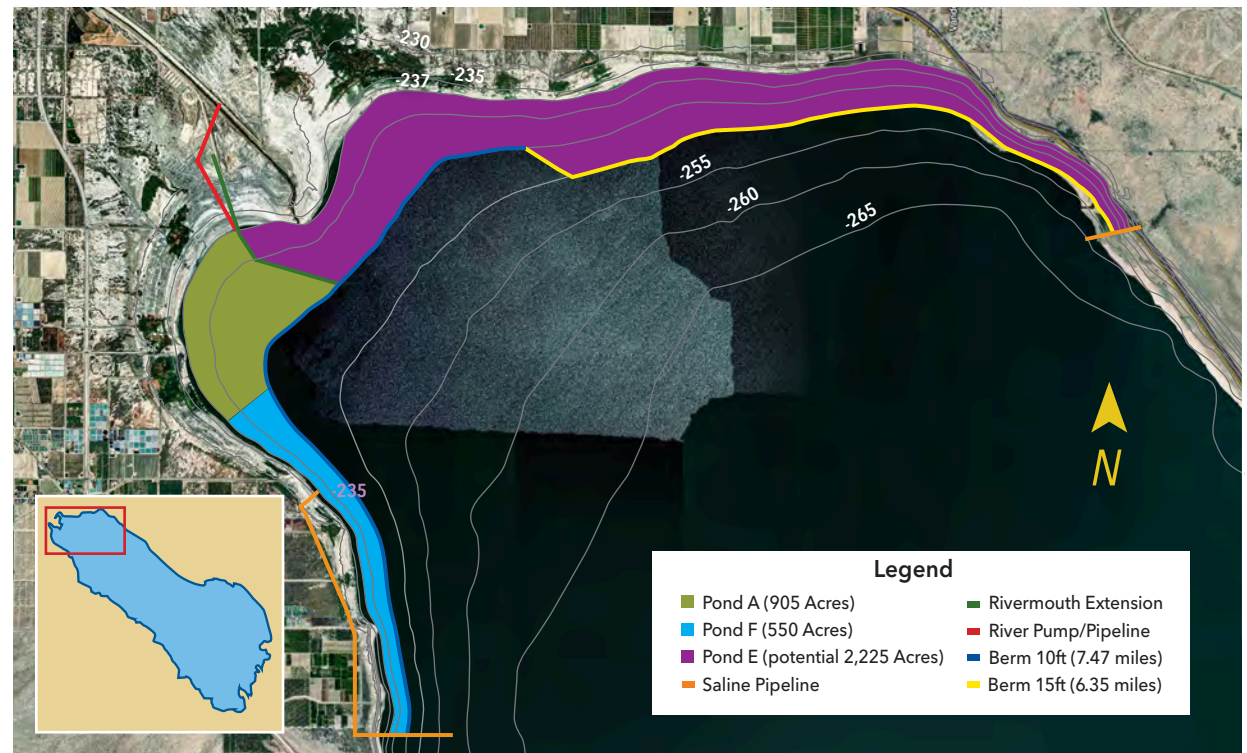 -230
-235
-237
-255
-260
-265
-235
N
Legend
Pond A (905 Acres)
Pond F (550 Acres)
Pond E (potential 2,225 Acres)
Saline Pipeline
Rivermouth Extension
River Pump/Pipeline
Berm 10ft (7.47 miles)
Berm 15ft (6.35 miles)